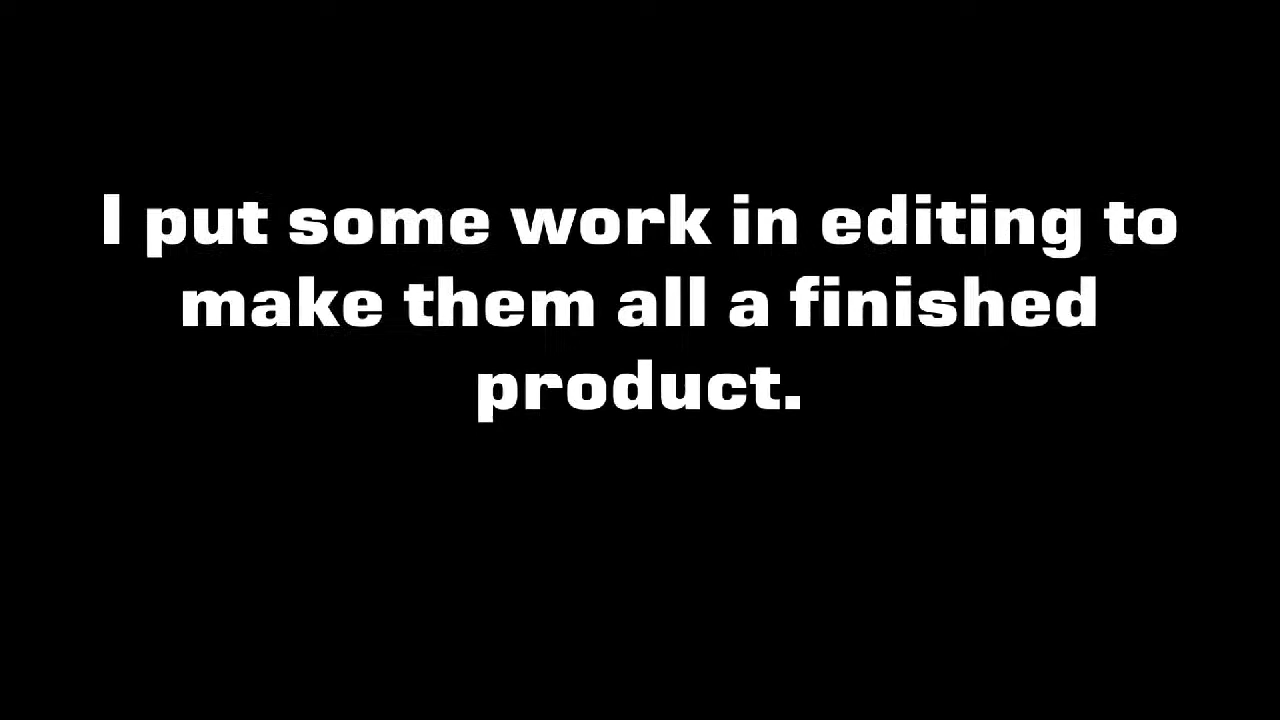 I put some work in editing to
make them all a finished
product.